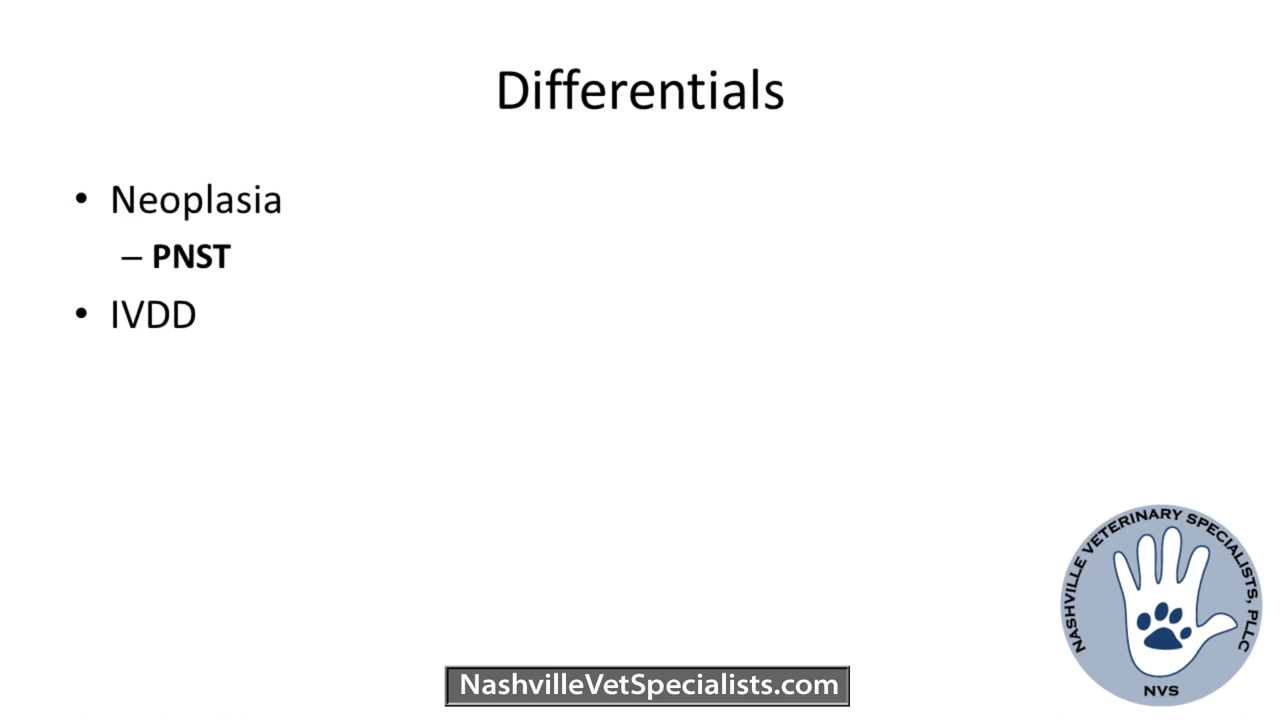 Differentials
• Neoplasia
– PNST
• IVDD
NASHVILLE VETERINARY SPECIALISTS, PLLC
NVS
NashvilleVetSpecialists.com